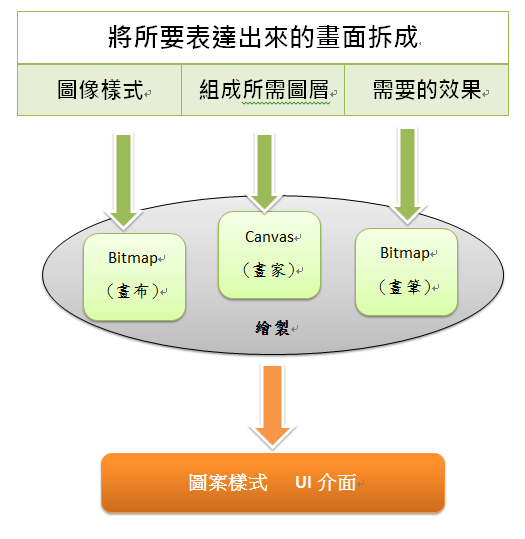 將所要表達出來的畫面拆成
圖像樣式 組成所需圖層 需要的效果
Bitmap
(畫布)
Canvas
(畫家)
Bitmap
(畫筆)
繪製
圖案樣式 UI 介面